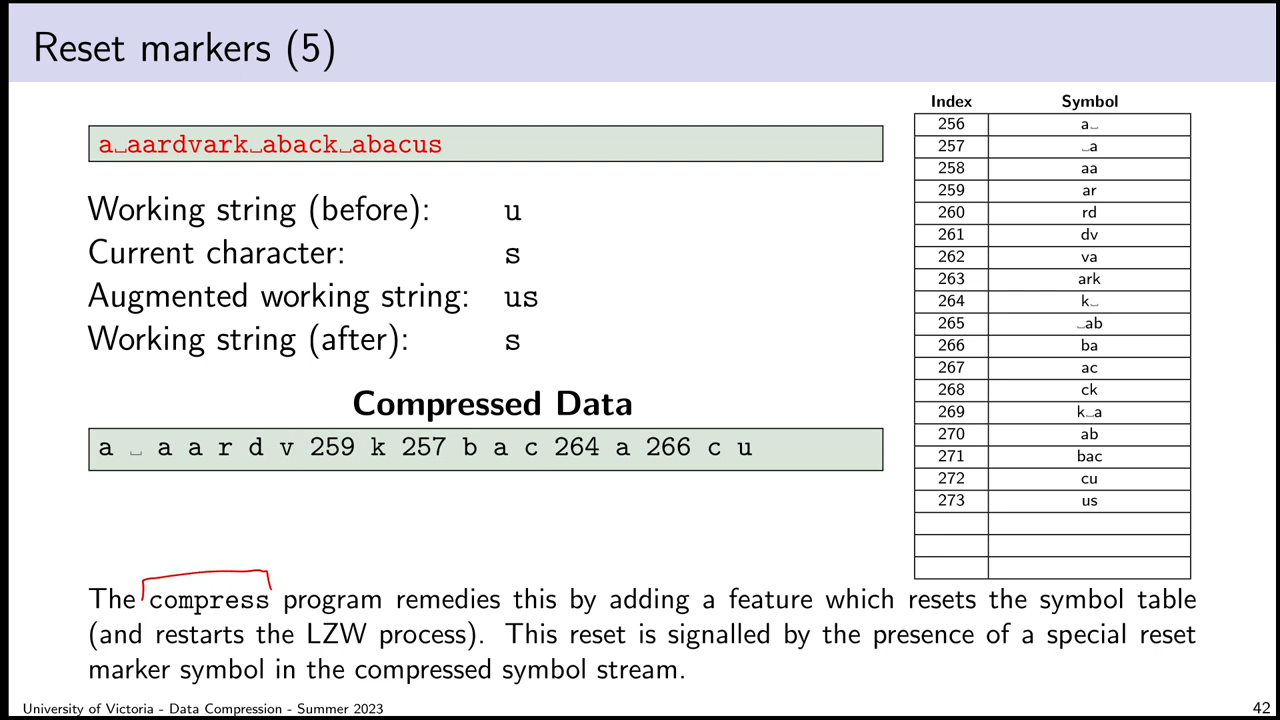 Reset markers (5)
a␣aardvark␣aback␣abacus
Working string (before): u
Current character: s
Augmented working string: us
Working string (after): s
Compressed Data
a ␣ a a r d v 259 k 257 b a c 264 a 266 c u
Index Symbol
256 a␣
257 ␣a
258 aa
259 ar
260 rd
261 dv
262 va
263 ark
264 k␣
265 ␣ab
266 ba
267 ac
268 ck
269 k␣a
270 ab
271 bac
272 cu
273 us
The compress program remedies this by adding a feature which resets the symbol table
(and restarts the LZW process). This reset is signalled by the presence of a special reset
marker symbol in the compressed symbol stream.
University of Victoria - Data Compression - Summer 2023
42